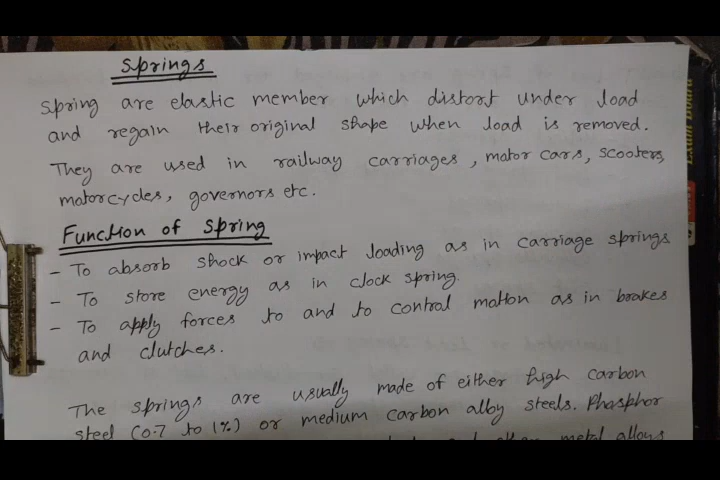 Springs
Spring are elastic member which distort under load
and regain their original shape when load is removed.
They are used in railway carriages, motor cars, scooters,
motorcycles, governors etc.
Function of Spring
- To absorb shock or impact loading as in carriage springs
- To store energy as in clock spring.
- To apply forces to and to control motion as in brakes
and clutches.
The springs are usually made of either high carbon
steel (0.7 to 1%) or medium carbon alloy steels. Phosphor
metal alloys
Exam Board